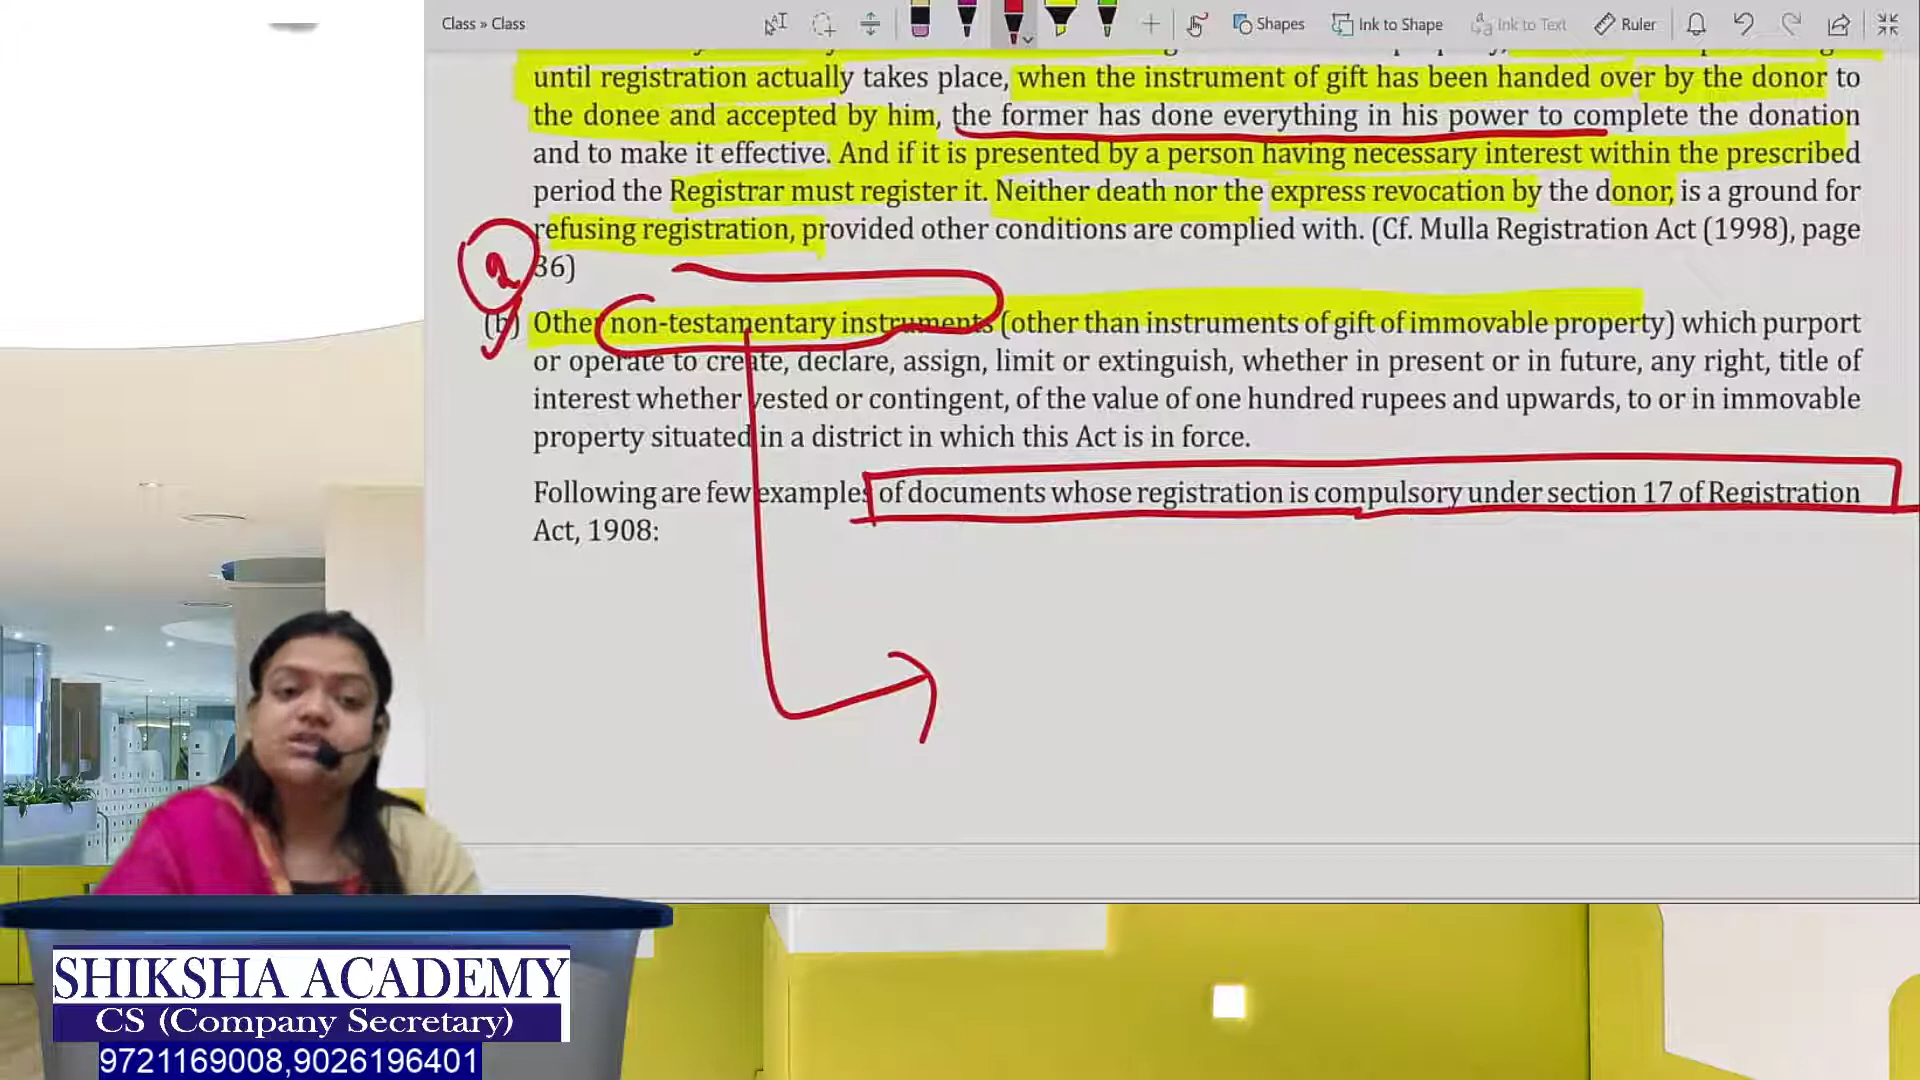 Class » Class
Shapes
Ink to Shape
Ink to Text
Ruler
until registration actually takes place, when the instrument of gift has been handed over by the donor to
the donee and accepted by him, the former has done everything in his power to complete the donation
and to make it effective. And if it is presented by a person having necessary interest within the prescribed
period the Registrar must register it. Neither death nor the express revocation by the donor, is a ground for
refusing registration, provided other conditions are complied with. (Cf. Mulla Registration Act (1998), page
36)
(b) Other non-testamentary instruments (other than instruments of gift of immovable property) which purport
or operate to create, declare, assign, limit or extinguish, whether in present or in future, any right, title of
interest whether vested or contingent, of the value of one hundred rupees and upwards, to or in immovable
property situated in a district in which this Act is in force.
Following are few examples of documents whose registration is compulsory under section 17 of Registration
Act, 1908:
SHIKSHA ACADEMY
CS (Company Secretary)
9721169008,9026196401